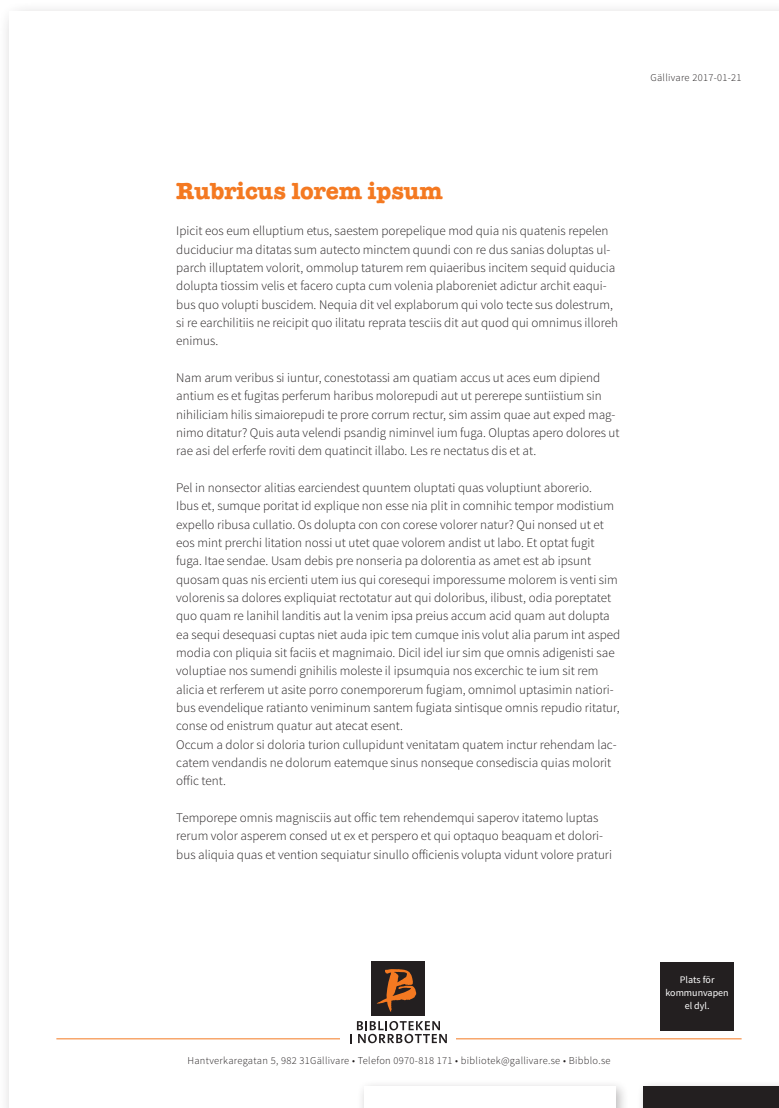 Gällivare 2017-01-21
Rubricus lorem ipsum
Ipicit eos eum elluptium etus, saestem porepelique mod quia nis quatenis repelen
duciduciur ma ditatas sum autecto minctem quundi con re dus sanias doluptas ul-
parch illuptatem volorit, ommolup taturem rem quiaeribus incitem sequid quiducia
dolupta tiossim velis et facero cupta cum volenia plaboreniet adictur archit eaqui-
bus quo volupti buscidem. Nequia dit vel explaborum qui volo tecte sus dolestrum,
si re earchilitiis ne reicipit quo ilitatu reprata tesciis dit aut quod qui omnimus illoreh
enimus.
Nam arum veribus si iuntur, conestotassi am quatiam accus ut aces eum dipiend
antium es et fugitas perferum haribus molorepudi aut ut pererepe suntiistium sin
nihiliciam hilis simaiorepudi te prore corrum rectur, sim assim quae aut exped mag-
nimo ditatur? Quis auta velendi psandig niminvel ium fuga. Oluptas apero dolores ut
rae asi del erferfe roviti dem quatincit illabo. Les re nectatus dis et at.
Pel in nonsector alitias earciendest quuntem oluptati quas voluptiunt aborerio.
Ibus et, sumque poritat id explique non esse nia plit in comnihic tempor modistium
expello ribusa cullatio. Os dolupta con con corese volorer natur? Qui nonsed ut et
eos mint prerchi litation nossi ut utet quae volorem andist ut labo. Et optat fugit
fuga. Itae sendae. Usam debis pre nonseria pa dolorentia as amet est ab ipsunt
quosam quas nis ercienti utem ius qui coresequi imporessume molorem is venti sim
volorenis sa dolores expliquiat rectotatur aut qui doloribus, ilibust, odia poreptatet
quo quam re lanihil landitis aut la venim ipsa preius accum acid quam aut dolupta
ea sequi desequasi cuptas niet auda ipic tem cumque inis volut alia parum int asped
modia con pliquia sit faciis et magnimaio. Dicil idel iur sim que omnis adigenisti sae
voluptiae nos sumendi gnihilis moleste il ipsumquia nos excerchic te ium sit rem
alicia et rerferem ut asite porro conemporerum fugiam, omnimol uptasimin natiori-
bus evendelique ratianto veniminum santem fugiata sintisque omnis repudio ritatur,
conse od enistrum quatur aut atecat esent.
Occum a dolor si doloria turion cullupidunt venitatam quatem inctur rehendam lac-
catem vendandis ne dolorum eatemque sinus nonseque consediscia quias molorit
offic tent.
Temporepe omnis magnisciis aut offic tem rehendemqui saperov itatemo luptas
rerum volor asperem consed ut ex et perspero et qui optaquo beaquam et dolori-
bus aliquia quas et vention sequiatur sinullo officienis volupta vidunt volore praturi
B
BIBLIOTEKEN
I NORRBOTTEN
Plats för
kommunvapen
el dyl.
Hantverkaregatan 5, 982 31Gällivare • Telefon 0970-818 171 • bibliotek@gallivare.se • Bibblo.se